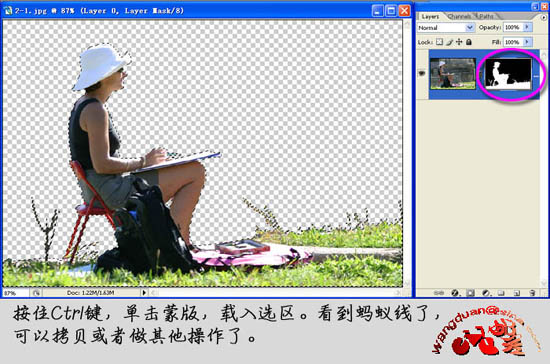 2-1.jpg @ 87% (Layer 0, Layer Mask/8)
Layers Channels Paths
Normal Opacity: 100%
Lock: Fill: 100%
87% Doc: 1.22M/1.63M
按住Ctrl键，单击蒙版，载入选区。看到蚂蚁线了，
可以拷贝或者做其他操作了。